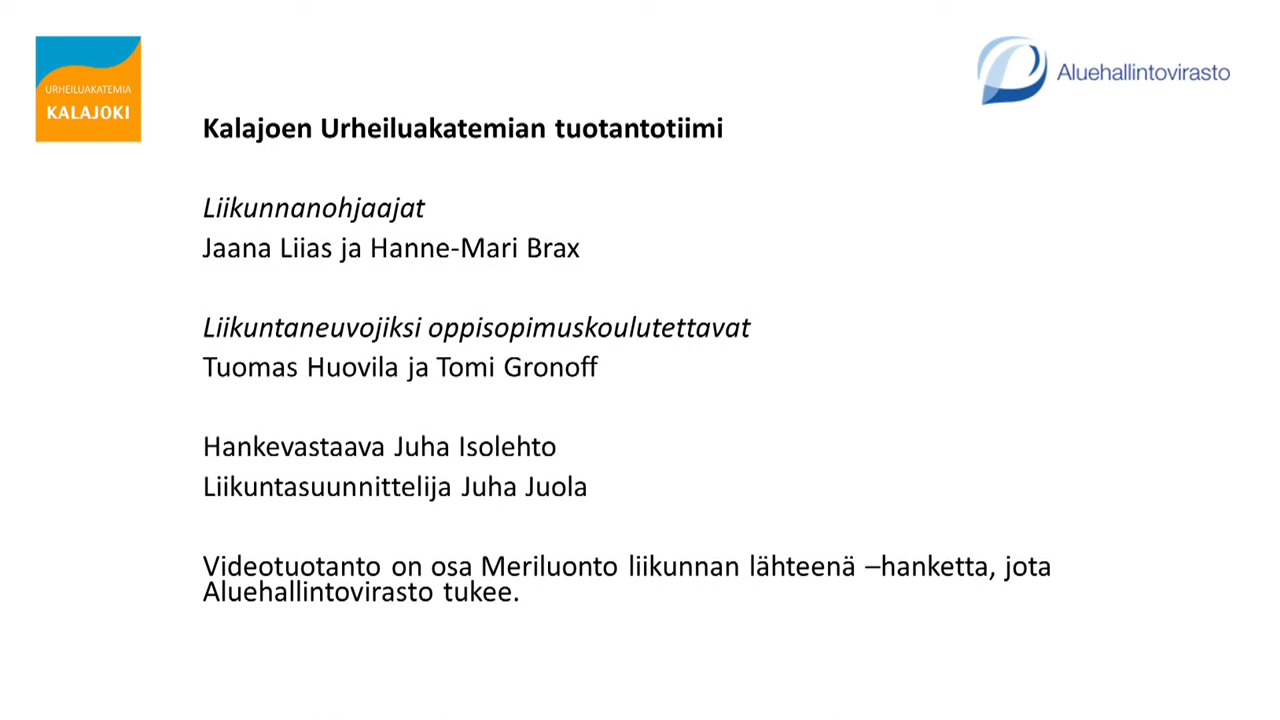 URHEILUAKATEMIA
KALAJOKI
Aluehallintovirasto
Kalajoen Urheiluakatemian tuotantotiimi
Liikunnanohjaajat
Jaana Liias ja Hanne-Mari Brax
Liikuntaneuvojiksi oppisopimuskoulutettavat
Tuomas Huovila ja Tomi Gronoff
Hankevastaava Juha Isolehto
Liikuntasuunnittelija Juha Juola
Videotuotanto on osa Meriluonto liikunnan lähteenä –hanketta, jota
Aluehallintovirasto tukee.